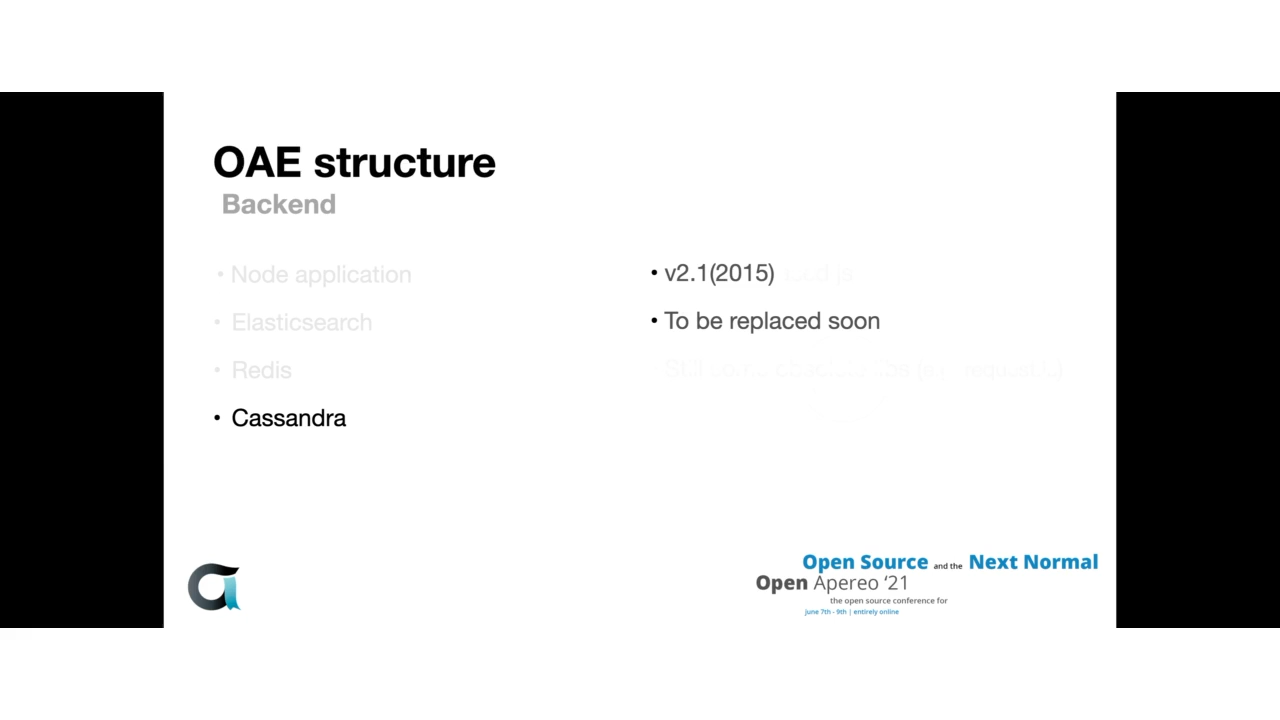 OAE structure
Backend
• Node application
• Elasticsearch
• Redis
• Cassandra
• v2.1(2015)
• To be replaced soon
Open Source and the Next Normal
Open Apereo ‘21
the open source conference for
june 7th - 9th | entirely online